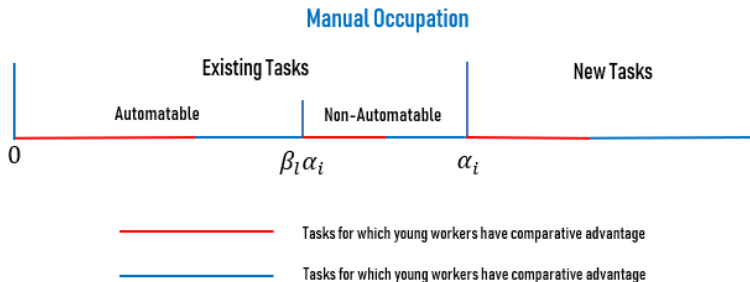 Manual Occupation
Existing Tasks
New Tasks
Automatable
Non-Automatable
0
βₗαᵢ
αᵢ
Tasks for which young workers have comparative advantage
Tasks for which young workers have comparative advantage